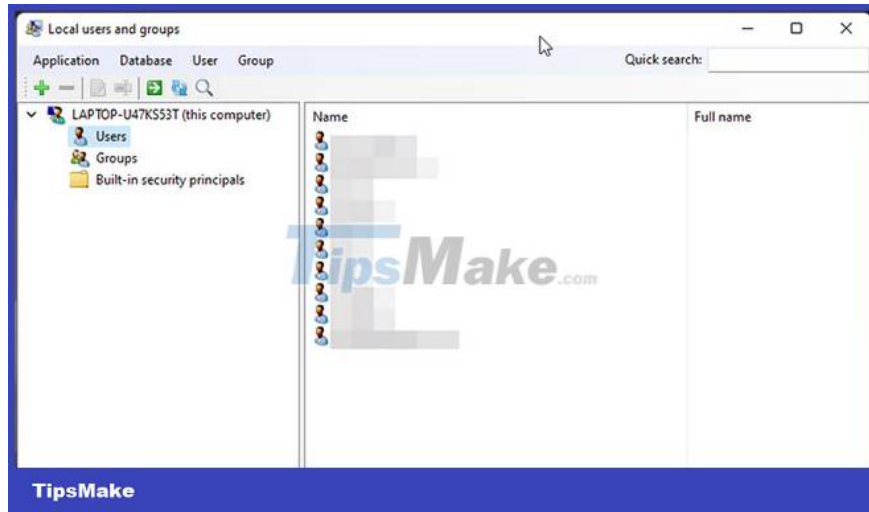 Local users and groups
Application Database User Group Quick search:
LAPTOP-U47KS53T (this computer)
Users
Groups
Built-in security principals
Name Full name
TipsMake.com
TipsMake